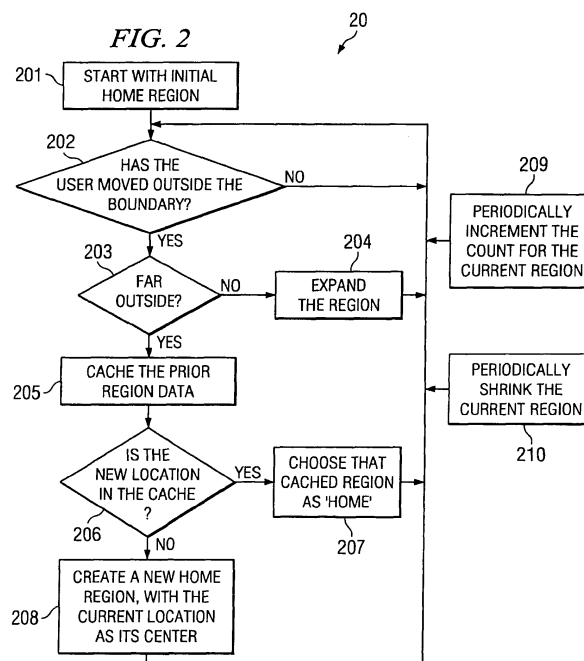 FIG. 2
20
201
START WITH INITIAL
HOME REGION
202
HAS THE
USER MOVED OUTSIDE THE
BOUNDARY?
NO
YES
209
PERIODICALLY
INCREMENT THE
COUNT FOR THE
CURRENT REGION
203
FAR
OUTSIDE?
NO
YES
204
EXPAND
THE REGION
205
CACHE THE PRIOR
REGION DATA
PERIODICALLY
SHRINK THE
CURRENT REGION
210
IS THE
NEW LOCATION
IN THE CACHE
?
206
YES
NO
CHOOSE THAT
CACHED REGION
AS 'HOME'
207
208
CREATE A NEW HOME
REGION, WITH THE
CURRENT LOCATION
AS ITS CENTER